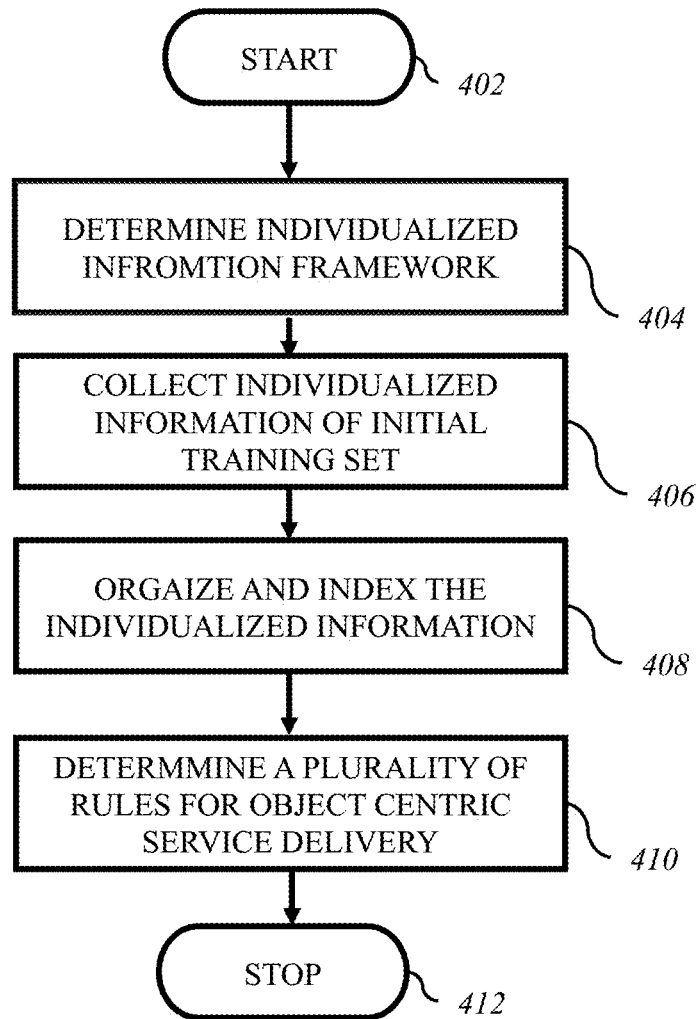 START
402
DETERMINE INDIVIDUALIZED
INFROMTION FRAMEWORK
404
COLLECT INDIVIDUALIZED
INFORMATION OF INITIAL
TRAINING SET
406
ORGAIZE AND INDEX THE
INDIVIDUALIZED INFORMATION
408
DETERMMINE A PLURALITY OF
RULES FOR OBJECT CENTRIC
SERVICE DELIVERY
410
STOP
412